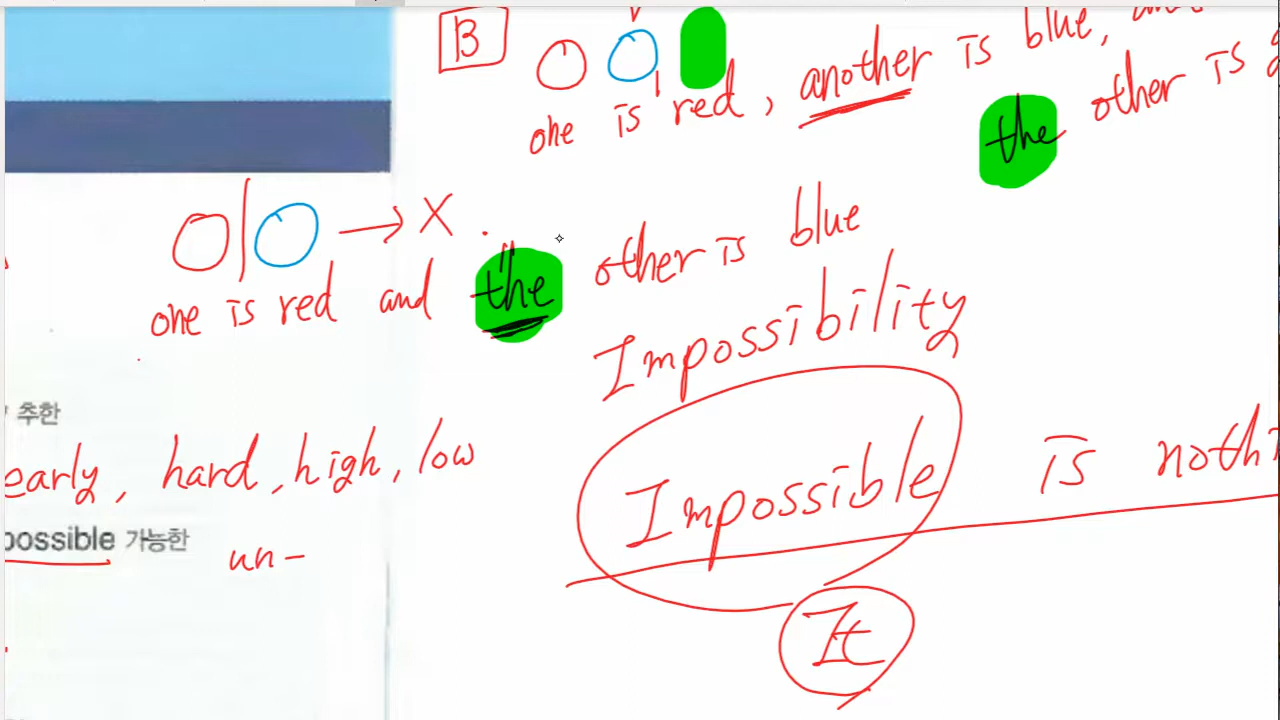 B
one is red, another is blue,
the other is
→ X .
one is red and the other is blue
Impossibility
추한
early, hard, high, low
Impossible is
possible 가능한
un-
It